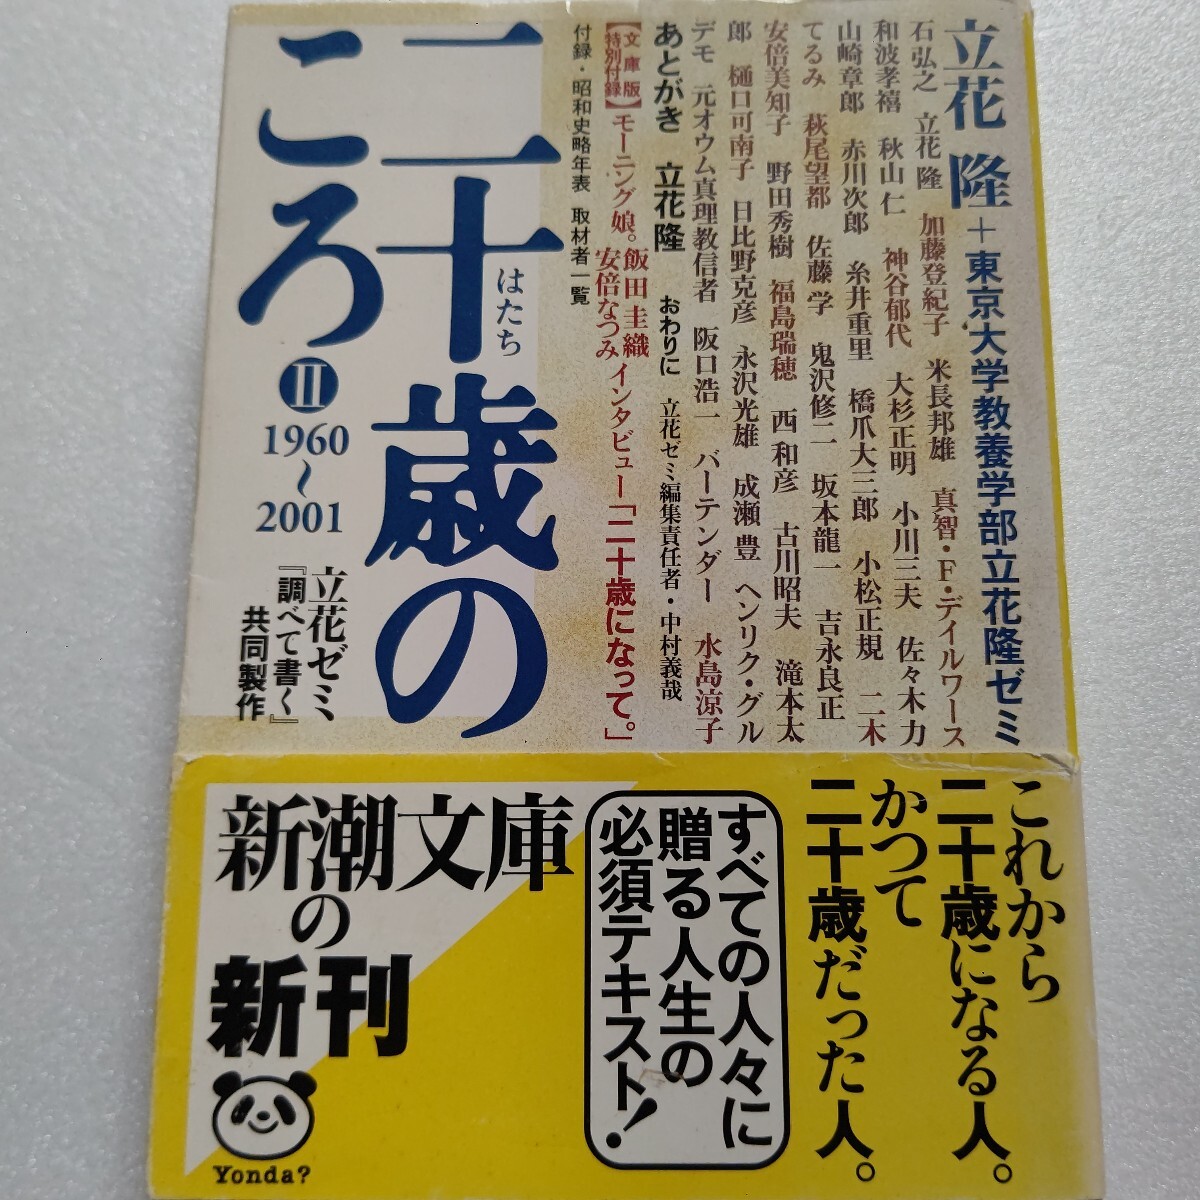 立花 隆+東京大学教養学部立花隆ゼミ
石弘之 立花 隆 加藤登紀子 米長邦雄 真智・F・デイルワース
和波孝禧 秋山 仁 神谷郁代 大杉正明 小川三夫 佐々木力
山崎章郎 赤川次郎 糸井重里 橋爪大三郎 小松正規 二木
てるみ 萩尾望都 佐藤 学 鬼沢修二 坂本龍一 吉永良正
安倍美知子 野田秀樹 福島瑞穂 西 和彦 古川昭夫 滝本太
郎 樋口可南子 日比野克彦 永沢光雄 成瀬 豊 ヘンリク・グル
デモ 元オウム真理教信者 阪口浩一 バーテンダー 水島涼子
あとがき 立花隆 おわりに 立花ゼミ編集責任者・中村義哉
【文庫版特別付録】モーニング娘。飯田圭織 安倍なつみ インタビュー「二十歳になって。」
付録・昭和史略年表 取材者一覧
二十歳の
はたち
ころ
II
1960
〜
2001
立花ゼミ
『調べて書く』
共同製作
これから
二十歳になる人。
かつて
二十歳だった人。
すべての人々に
贈る人生の
必須テキスト!
新潮文庫
の
新刊
Yonda?